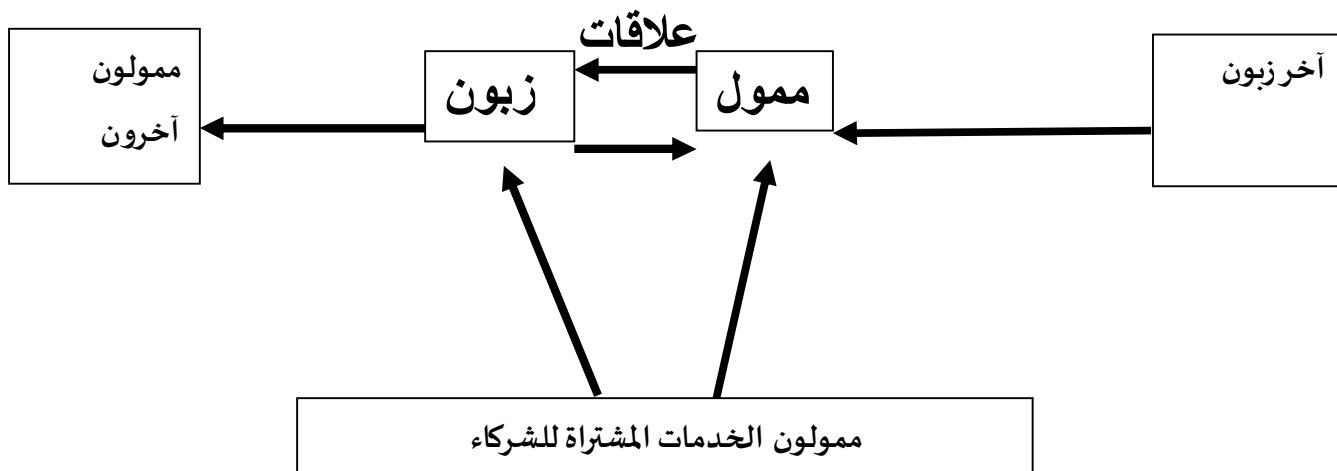 علاقات
آخر زبون
ممول
زبون
ممولون
آخرون
ممولون الخدمات المشتراة للشركاء